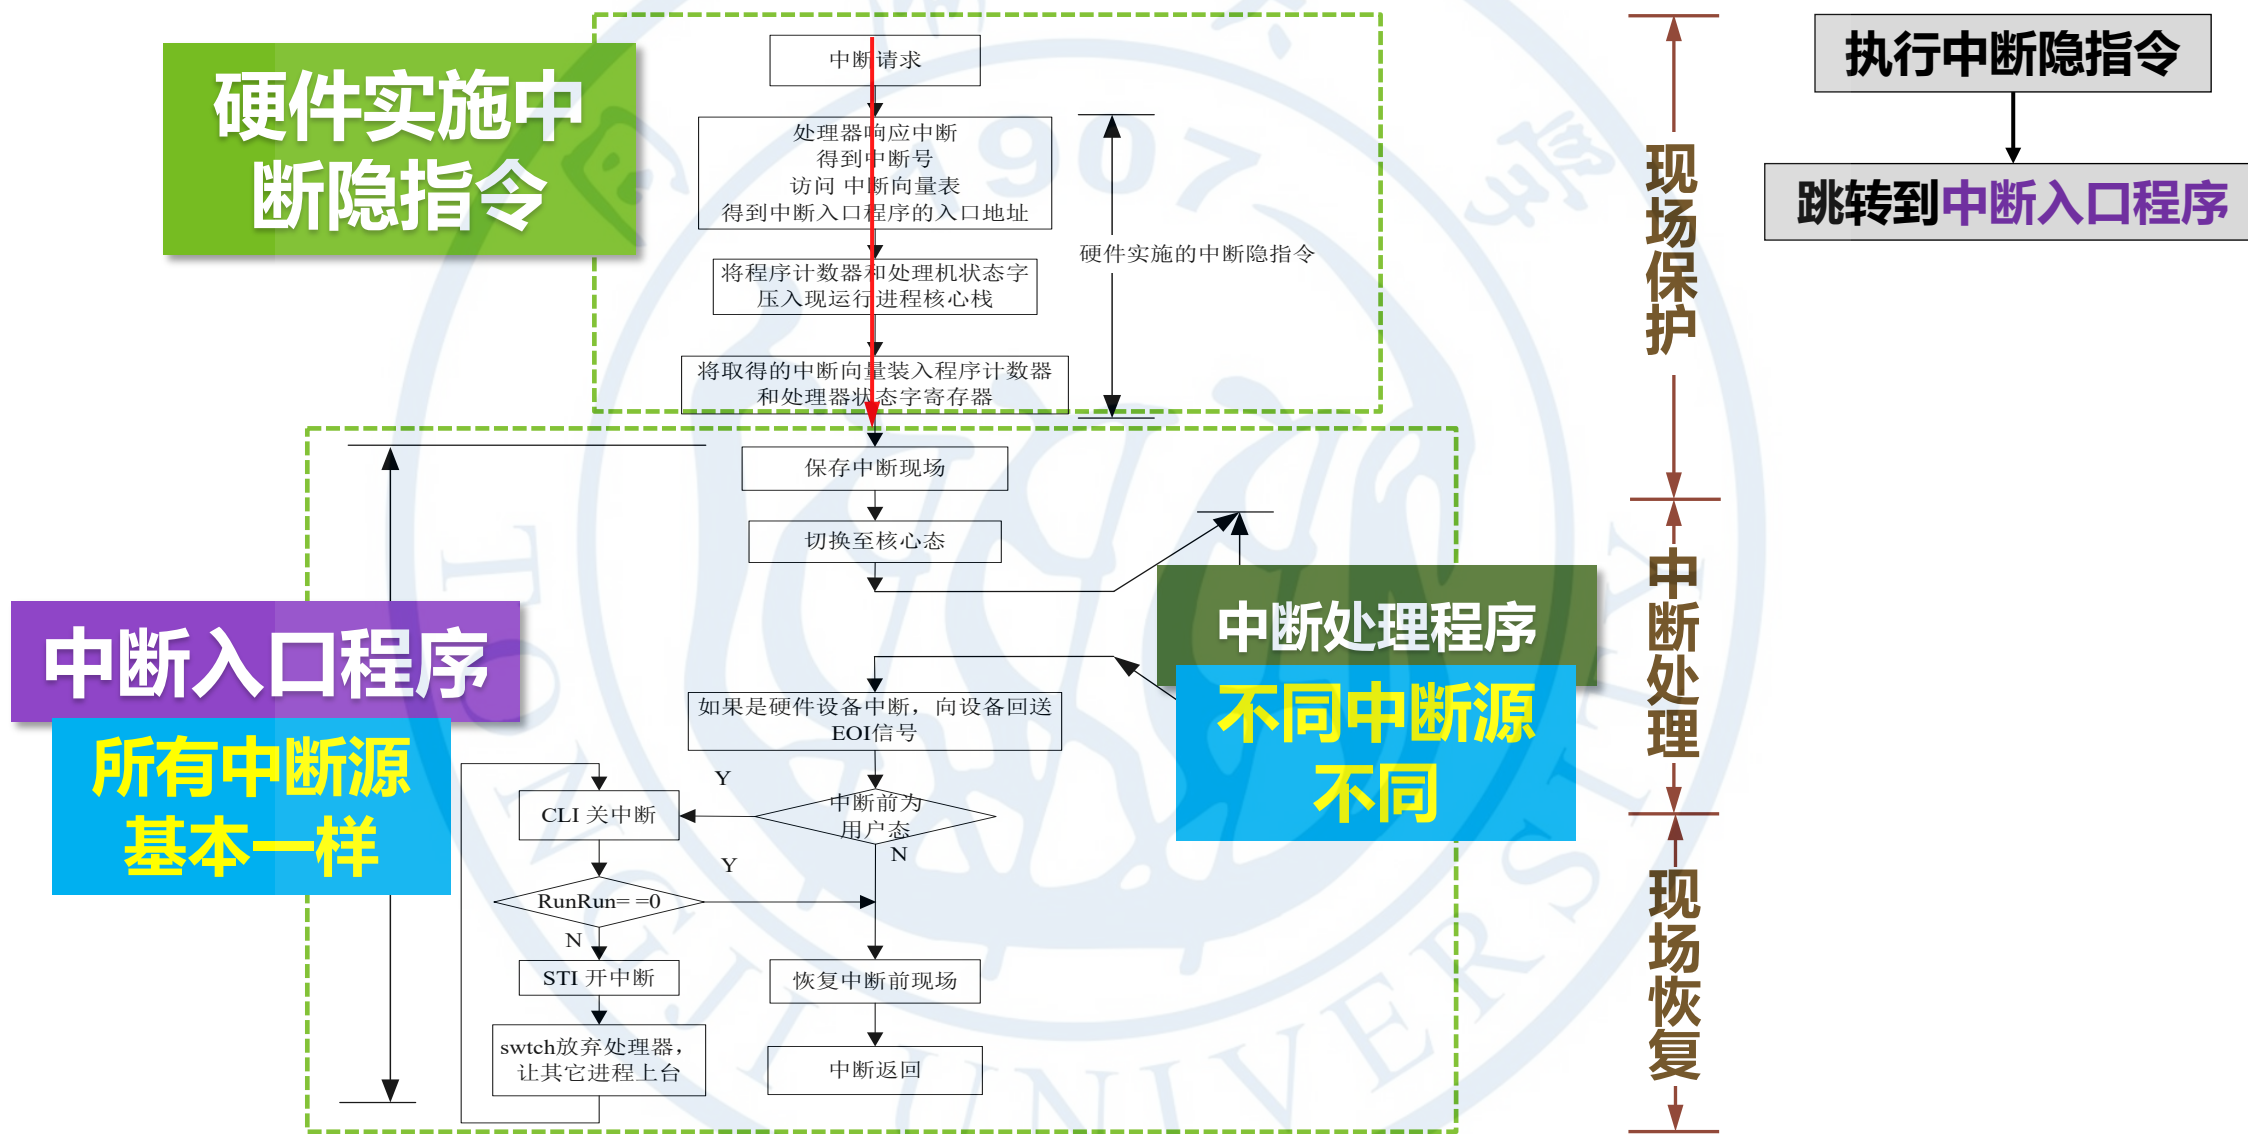 硬件实施中
断隐指令
中断请求
处理器响应中断
得到中断号
访问 中断向量表
得到中断入口程序的入口地址
将程序计数器和处理机状态字
压入现运行进程核心栈
将取得的中断向量装入程序计数器
和处理器状态字寄存器
硬件实施的中断隐指令
现场保护
执行中断隐指令
跳转到中断入口程序
保存中断现场
切换至核心态
中断处理程序
不同中断源
不同
中断处理
中断入口程序
所有中断源
基本一样
如果是硬件设备中断，向设备回送
EOI信号
中断前为
用户态
Y
N
CLI 关中断
Y
RunRun= =0
N
STI 开中断
swtch放弃处理器，
让其它进程上台
恢复中断前现场
中断返回
现场恢复
1907
TONGJI UNIVERSITY